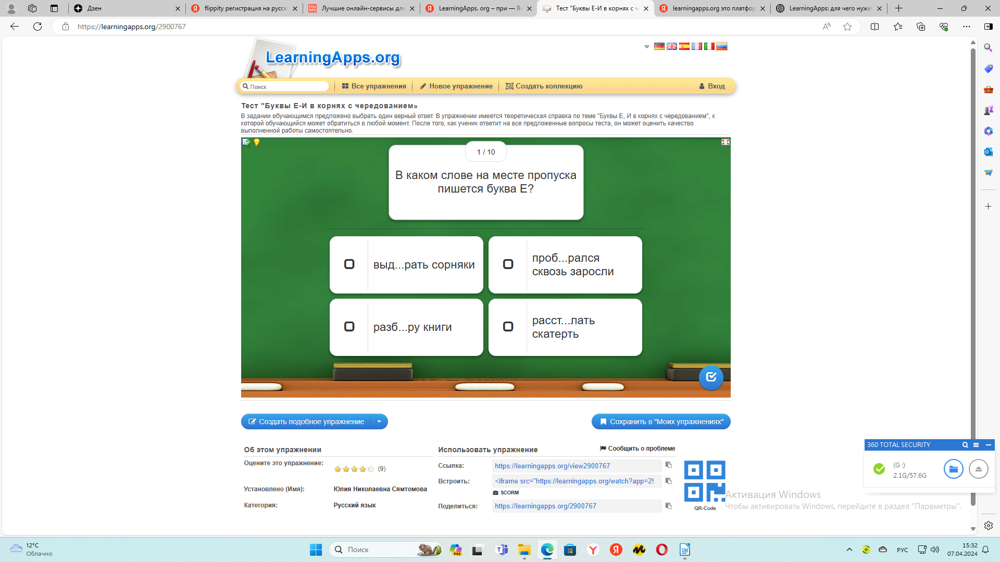 Дзен
flippity регистрация на русск
Лучшие онлайн-сервисы для
LearningApps. org – при — Ян
Тест "Буквы Е-И в корнях с че
learningapps.org это платфор
LearningApps: для чего нужен
https://learningapps.org/2900767
LearningApps.org
Поиск
Все упражнения
Новое упражнение
Создать коллекцию
Вход
Тест "Буквы Е-И в корнях с чередованием»
В задании обучающимся предложено выбрать один верный ответ. В упражнении имеется теоретическая справка по теме "Буквы Е, И в корнях с чередованием", к
которой обучающийся может обратиться в любой момент. После того, как ученик ответит на все предложенные вопросы теста, он может оценить качество
выполненной работы самостоятельно.
1 / 10
В каком слове на месте пропуска
пишется буква Е?
выд...рать сорняки
проб...рался
сквозь заросли
разб...ру книги
расст...лать
скатерть
Создать подобное упражнение
Сохранить в "Моих упражнениях"
Об этом упражнении
Оцените это упражнение:
(9)
Установлено (Имя):
Юлия Николаевна Сямтомова
Категория:
Русский язык
Использовать упражнение
Сообщить о проблеме
Ссылка:
https://learningapps.org/view2900767
Встроить:
<iframe src="https://learningapps.org/watch?app=29
SCORM
Поделиться:
https://learningapps.org/2900767
QR-Code
360 TOTAL SECURITY
(G :)
2.1G/57.6G
Активация Windows
Чтобы активировать Windows, перейдите в раздел "Параметры".
12°C
Облачно
Поиск
PRE
РУС
15:32
07.04.2024